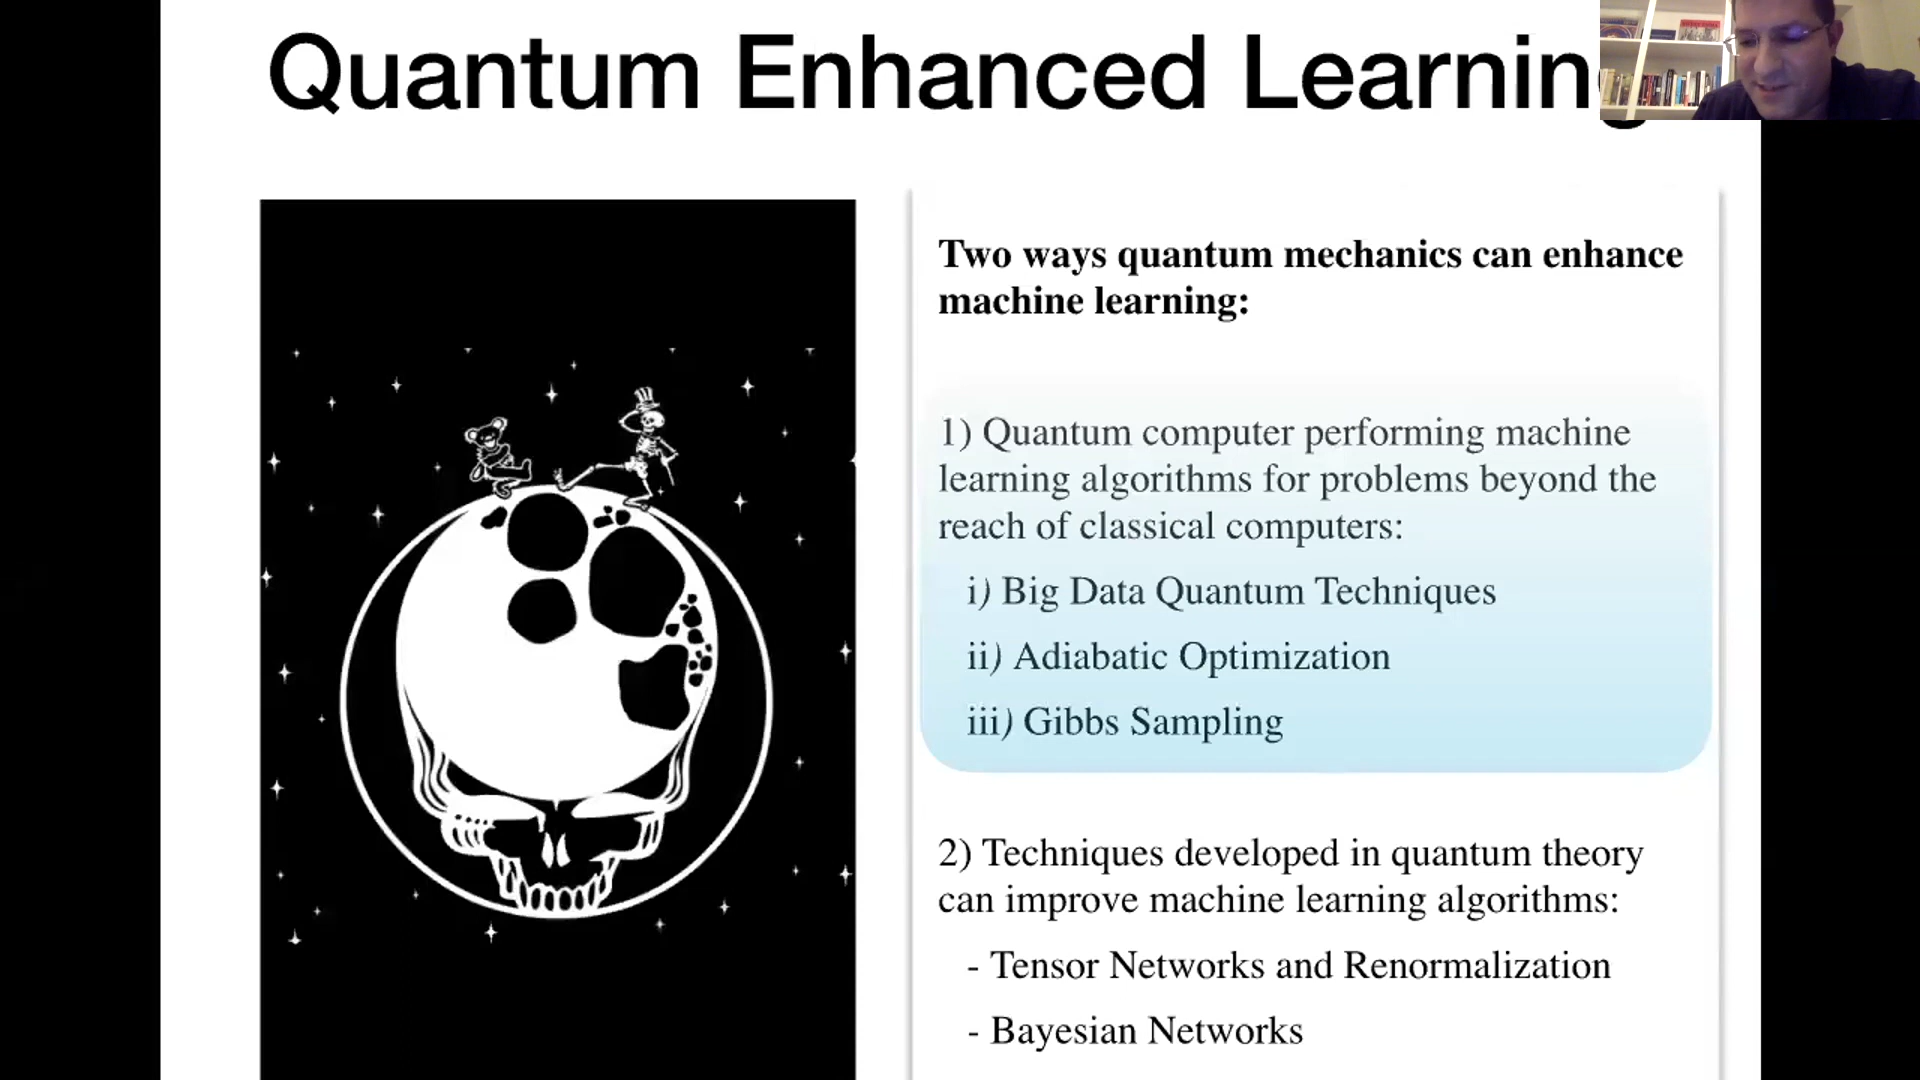 Quantum Enhanced Learning
Two ways quantum mechanics can enhance
machine learning:
1) Quantum computer performing machine
learning algorithms for problems beyond the
reach of classical computers:
i) Big Data Quantum Techniques
ii) Adiabatic Optimization
iii) Gibbs Sampling
2) Techniques developed in quantum theory
can improve machine learning algorithms:
- Tensor Networks and Renormalization
- Bayesian Networks